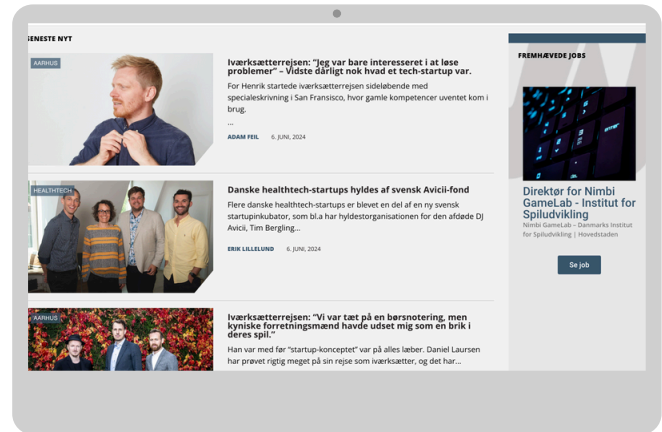 SENESTE NYT
AARHUS
Iværksætterrejsen: “Jeg var bare interesseret i at løse
problemer” – Vidste dårligt nok hvad et tech-startup var.
For Henrik startede iværksætterrejsen sideløbende med
specialeskrivning i San Fransisco, hvor gamle kompetencer uventet kom i
brug.
...
ADAM FEIL 6. JUNI, 2024
HEALTHTECH
Danske healthtech-startups hyldes af svensk Avicii-fond
Flere danske healthtech-startups er blevet en del af en ny svensk
startupinkubator, som bl.a har hyldestorganisationen for den afdøde DJ
Avicii, Tim Bergling...
ERIK LILLELUND 6. JUNI, 2024
AARHUS
Iværksætterrejsen: “Vi var tæt på en børsnotering, men
kyniske forretningsmænd havde udset mig som en brik i
deres spil.”
Han var med før “startup-konceptet” var på alles læber. Daniel Laursen
har prøvet rigtig meget på sin rejse som iværksætter, og det har...
FREMHÆVEDE JOBS
Direktør for Nimbi
GameLab - Institut for
Spiludvikling
Nimbi GameLab – Danmarks Institut
for Spiludvikling | Hovedstaden
Se job